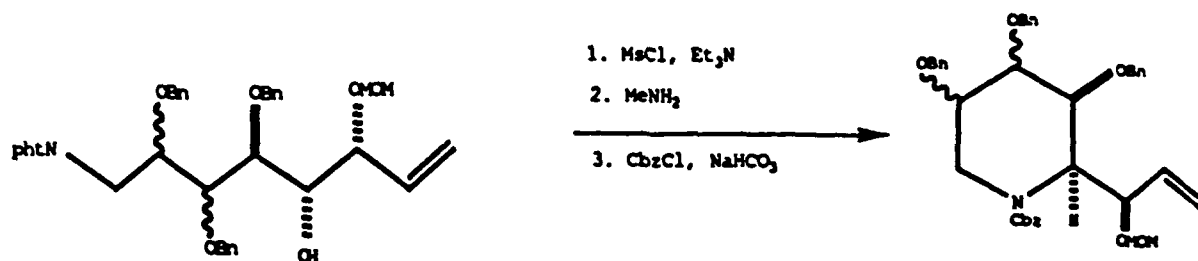 phtN
OBn
OBn
OBn
OMOM
OH
1. MsCl, Et₃N
2. MeNH₂
3. CbzCl, NaHCO₃
OBn
OBn
OBn
N
Cbz
H
OMOM